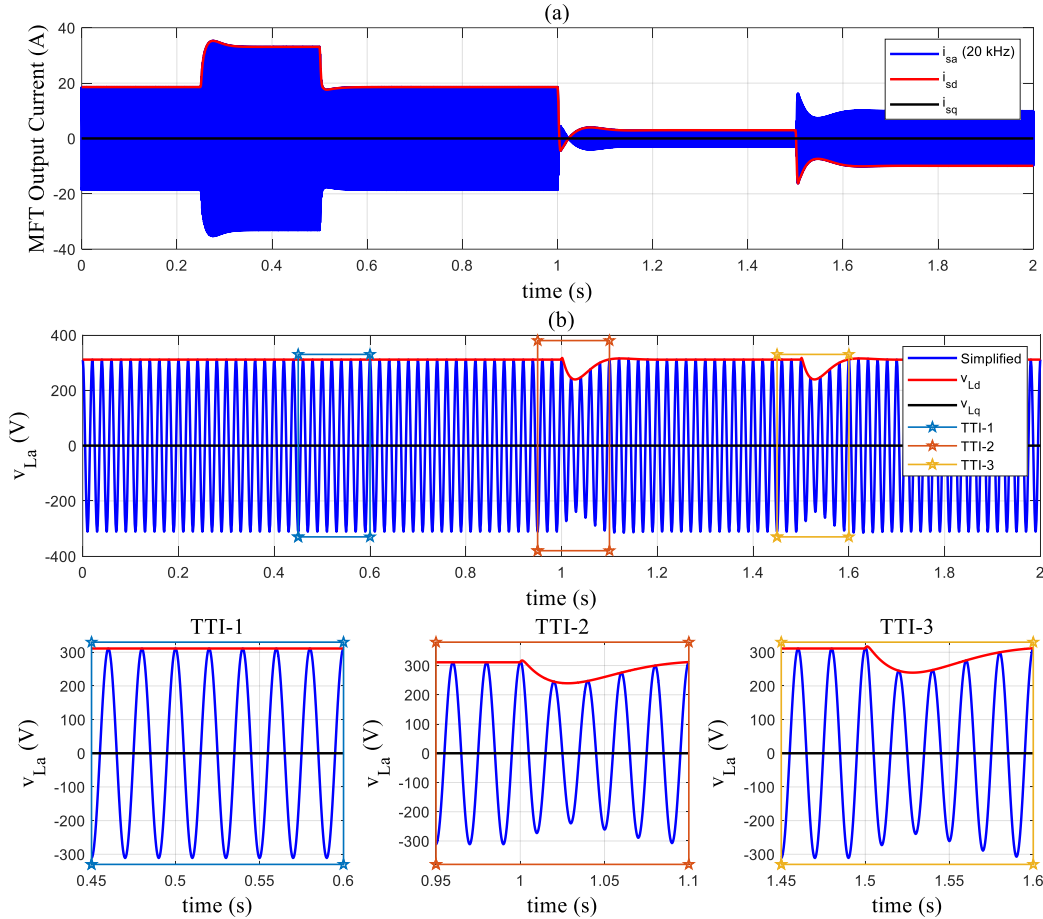 (a)
MFT Output Current (A)
40
20
0
-20
-40
i_sa (20 kHz)
i_sd
i_sq
0 0.2 0.4 0.6 0.8 1 1.2 1.4 1.6 1.8 2
time (s)
(b)
v_La (V)
400
200
0
-200
-400
Simplified
v_Ld
v_Lq
TTI-1
TTI-2
TTI-3
0 0.2 0.4 0.6 0.8 1 1.2 1.4 1.6 1.8 2
time (s)
TTI-1
v_La (V)
300
200
100
0
-100
-200
-300
0.45 0.5 0.55 0.6
time (s)
TTI-2
v_La (V)
300
200
100
0
-100
-200
-300
0.95 1 1.05 1.1
time (s)
TTI-3
v_La (V)
300
200
100
0
-100
-200
-300
1.45 1.5 1.55 1.6
time (s)